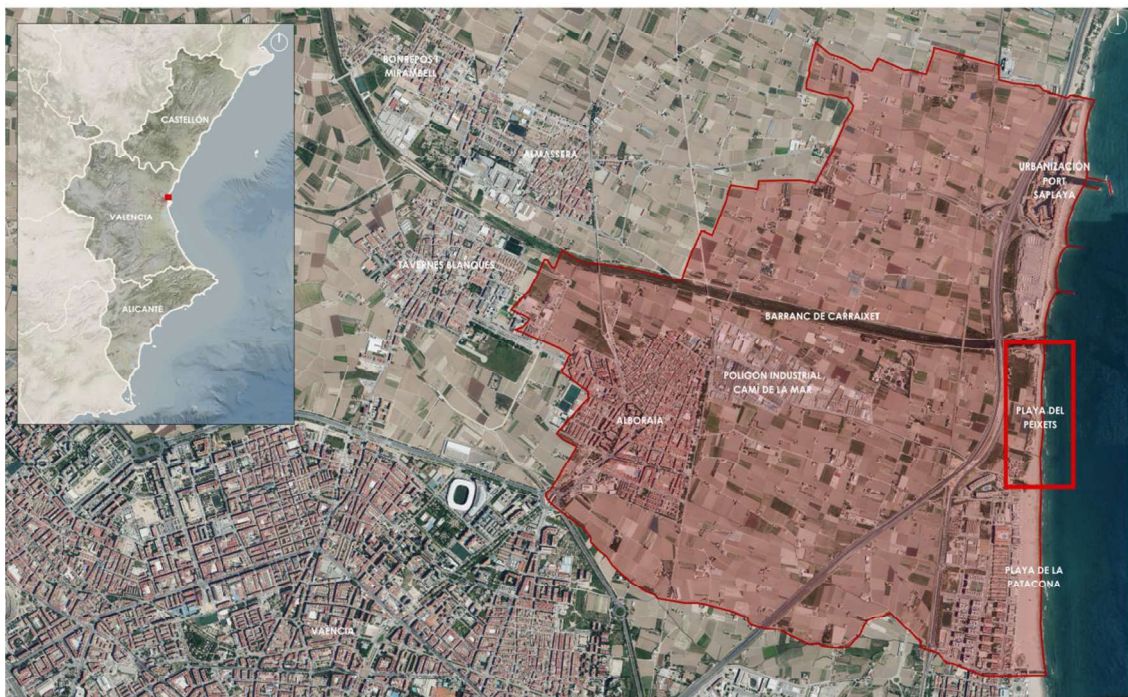 CASTELLÓN
VALENCIA
ALICANTE
BONREPÒS I
MIRAMBELL
ALMÀSSERA
TAVERNES BLANQUES
URBANIZACIÓN
PORT
SAPLAYA
BARRANC DE CARRAIXET
POLIGON INDUSTRIAL
CAMÍ DE LA MAR
ALBORAIA
PLAYA DEL
PEIXETS
PLAYA DE LA
PATACONA
VALENCIA